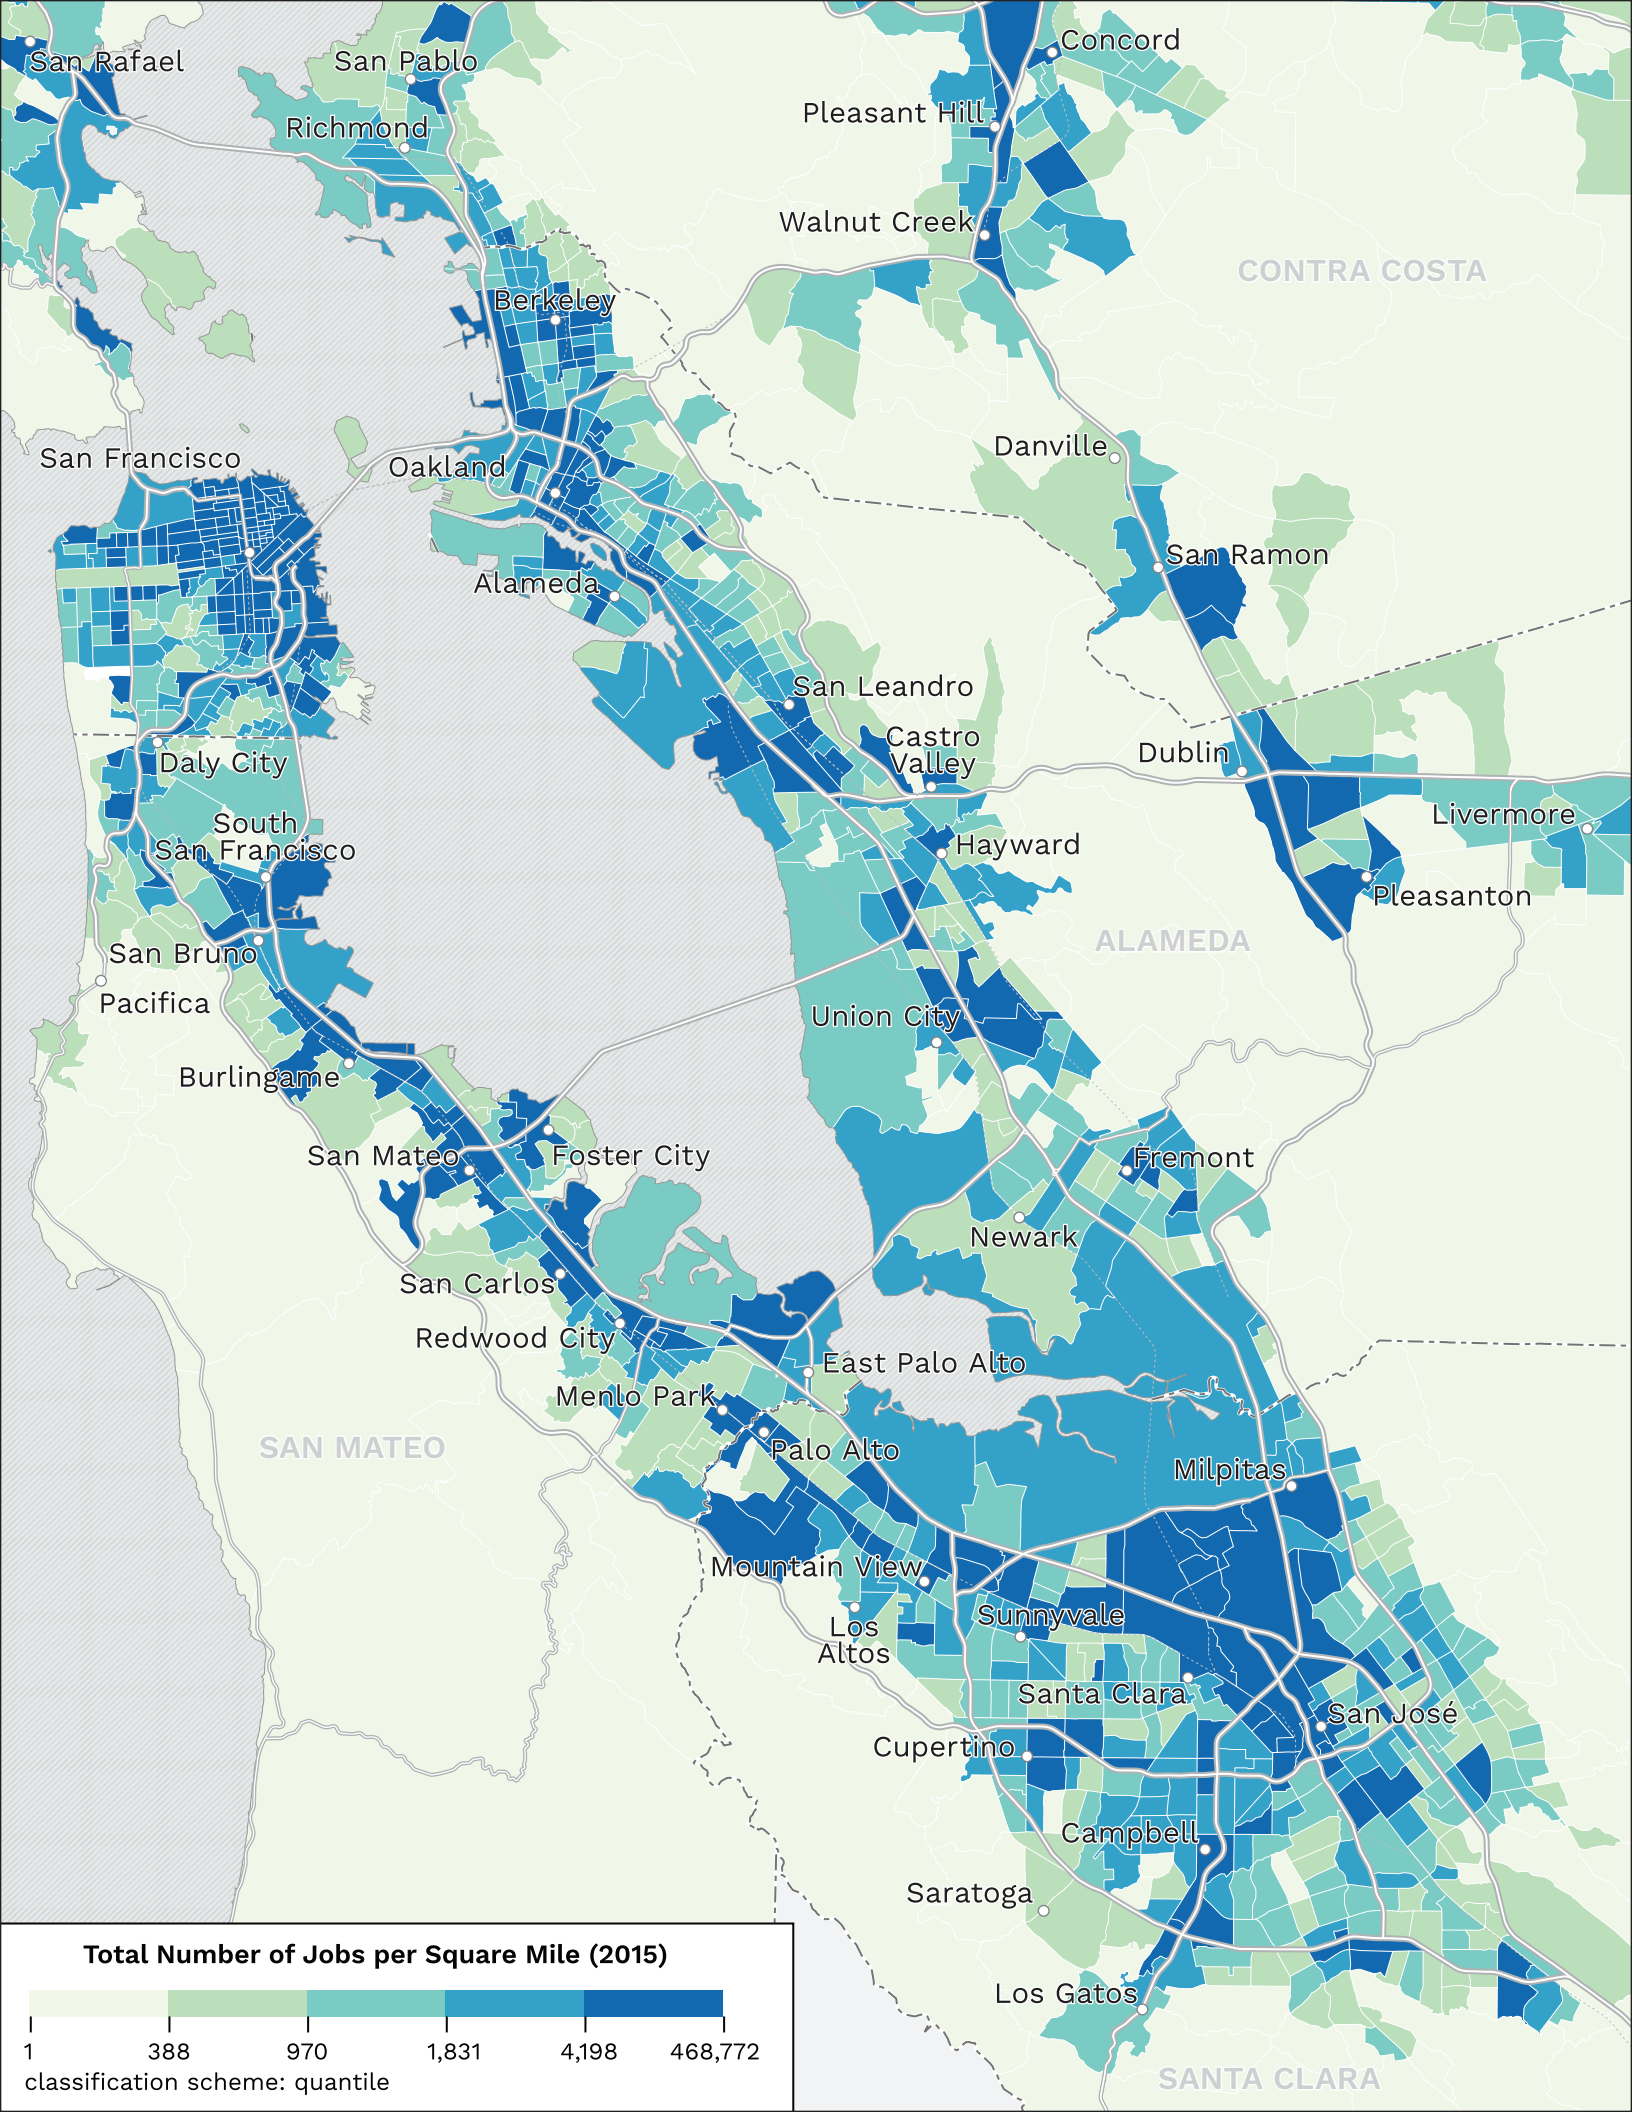 Concord
San Rafael
San Pablo
Pleasant Hill
Richmond
Walnut Creek
CONTRA COSTA
Berkeley
Danville
San Francisco
Oakland
San Ramon
Alameda
San Leandro
Castro
Valley
Dublin
Daly City
Livermore
South
San Francisco
Hayward
Pleasanton
ALAMEDA
San Bruno
Pacifica
Union City
Burlingame
San Mateo
Foster City
Fremont
Newark
San Carlos
Redwood City
East Palo Alto
Menlo Park
SAN MATEO
Palo Alto
Milpitas
Mountain View
Sunnyvale
Los
Altos
Santa Clara
San José
Cupertino
Campbell
Saratoga
Los Gatos
SANTA CLARA
Total Number of Jobs per Square Mile (2015)
1 388 970 1,831 4,198 468,772
classification scheme: quantile